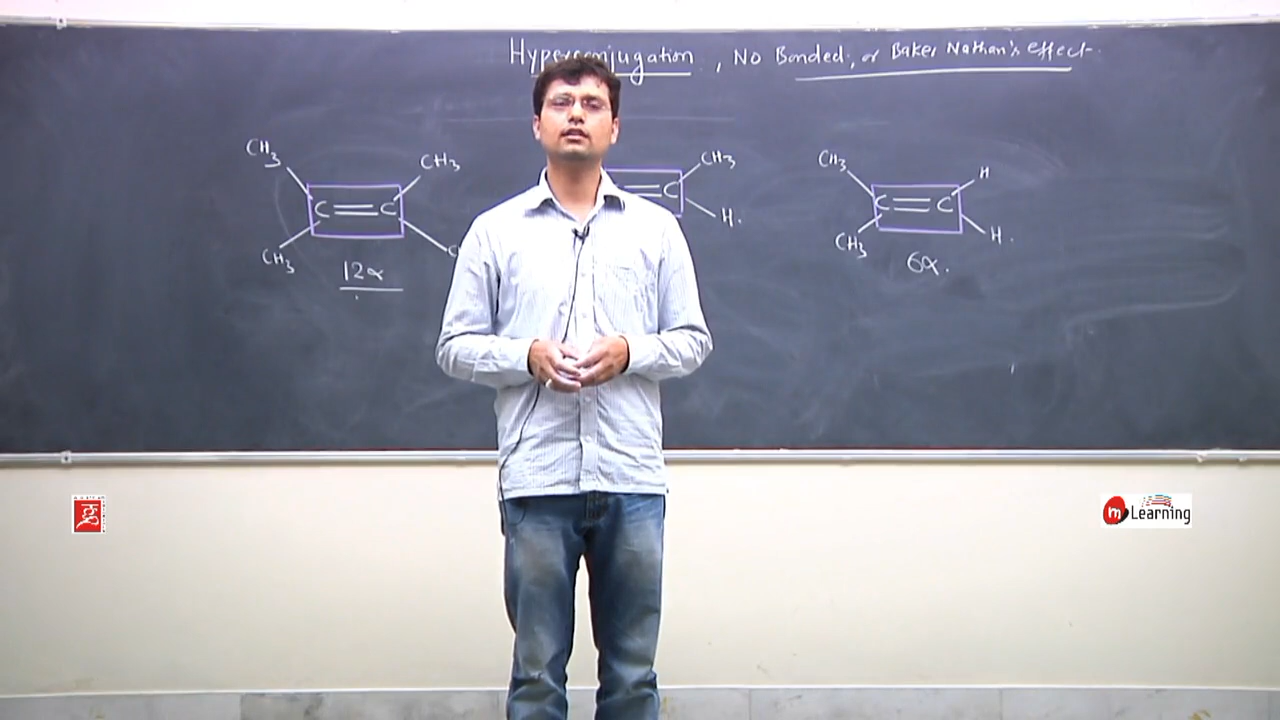 Hyperconjugation, No Bonded, or Baker Nathan's effect.
CH3 CH3 CH3 CH3 H
C=C C C=C
CH3 C H. CH3 H.
12α 6α.
m Learning